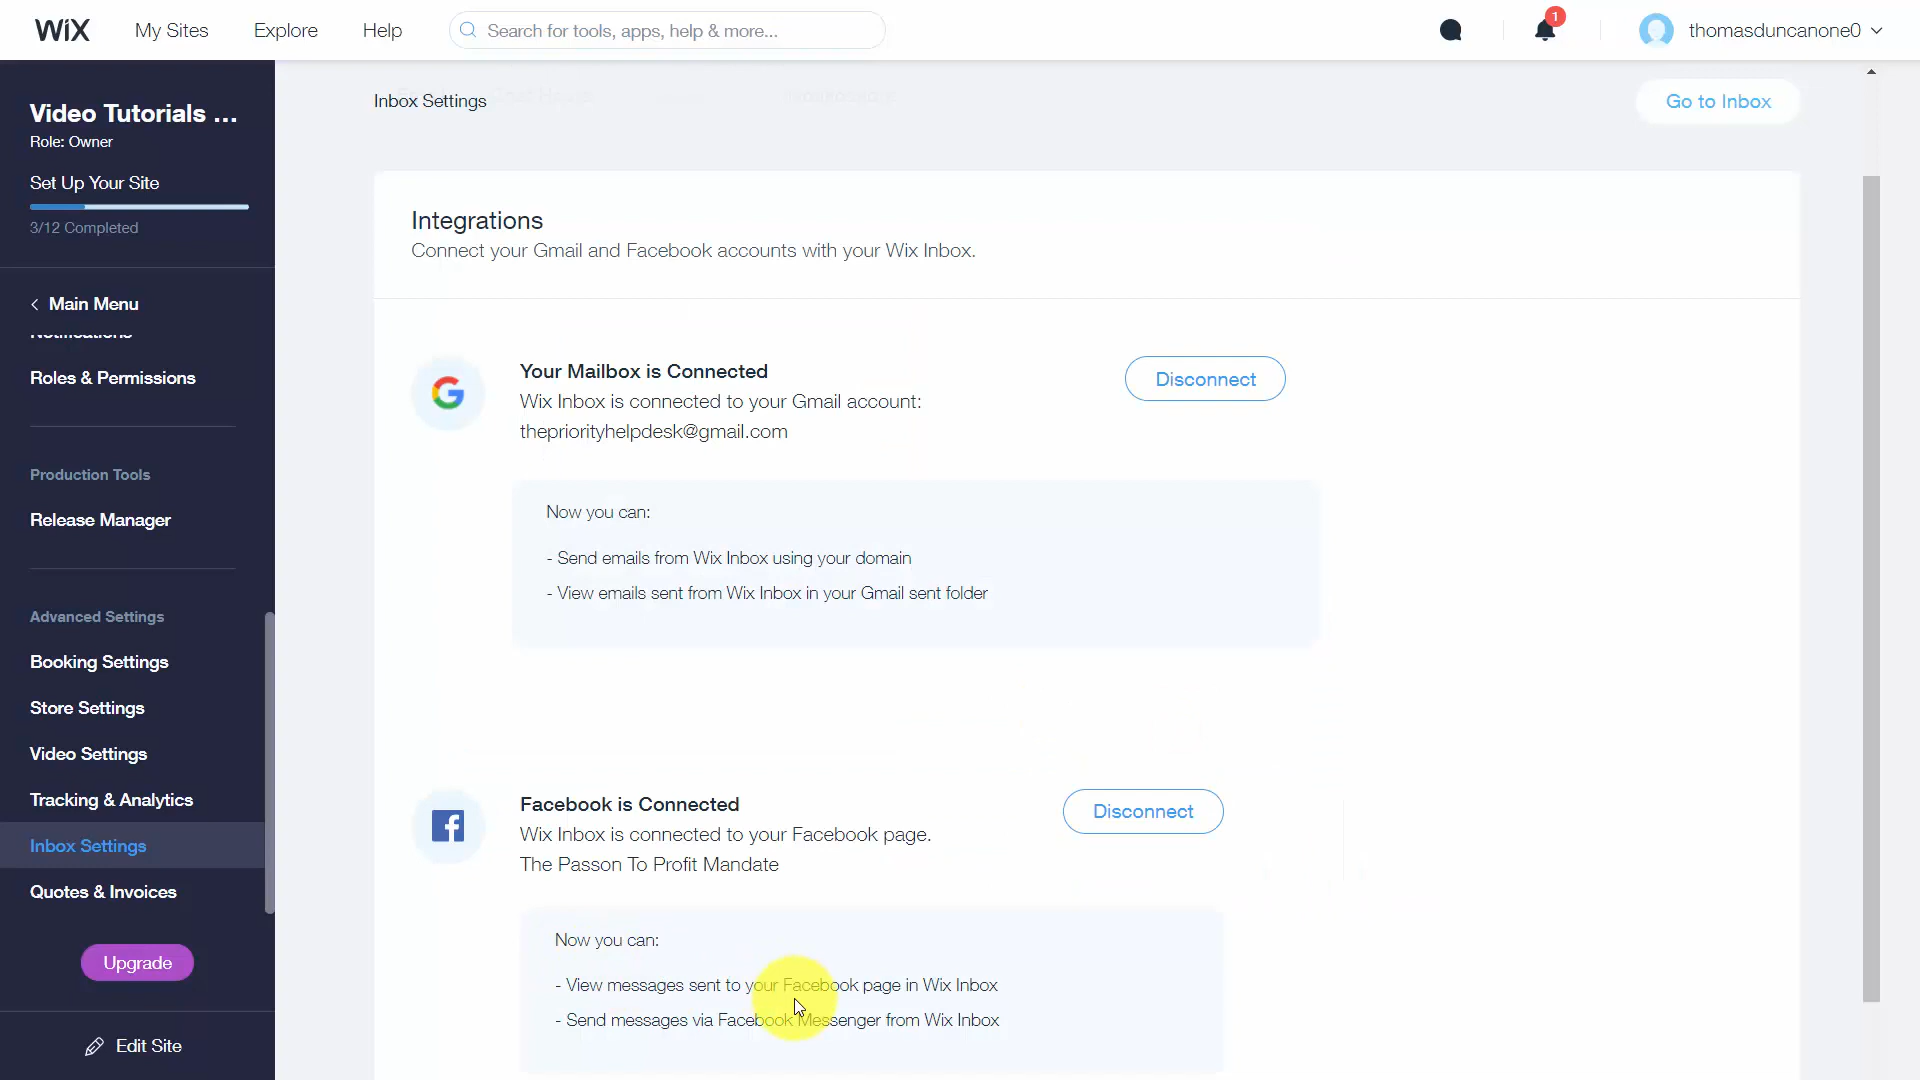 WiX
My Sites
Explore
Help
Search for tools, apps, help & more...
1
thomasduncanone0
Video Tutorials ...
Role: Owner
Set Up Your Site
3/12 Completed
Main Menu
Notifications
Roles & Permissions
Production Tools
Release Manager
Advanced Settings
Booking Settings
Store Settings
Video Settings
Tracking & Analytics
Inbox Settings
Quotes & Invoices
Upgrade
Edit Site
Inbox Settings
Go to Inbox
Integrations
Connect your Gmail and Facebook accounts with your Wix Inbox.
Your Mailbox is Connected
Wix Inbox is connected to your Gmail account:
thepriorityhelpdesk@gmail.com
Disconnect
Now you can:
- Send emails from Wix Inbox using your domain
- View emails sent from Wix Inbox in your Gmail sent folder
Facebook is Connected
Wix Inbox is connected to your Facebook page.
The Passon To Profit Mandate
Disconnect
Now you can:
- View messages sent to your Facebook page in Wix Inbox
- Send messages via Facebook Messenger from Wix Inbox